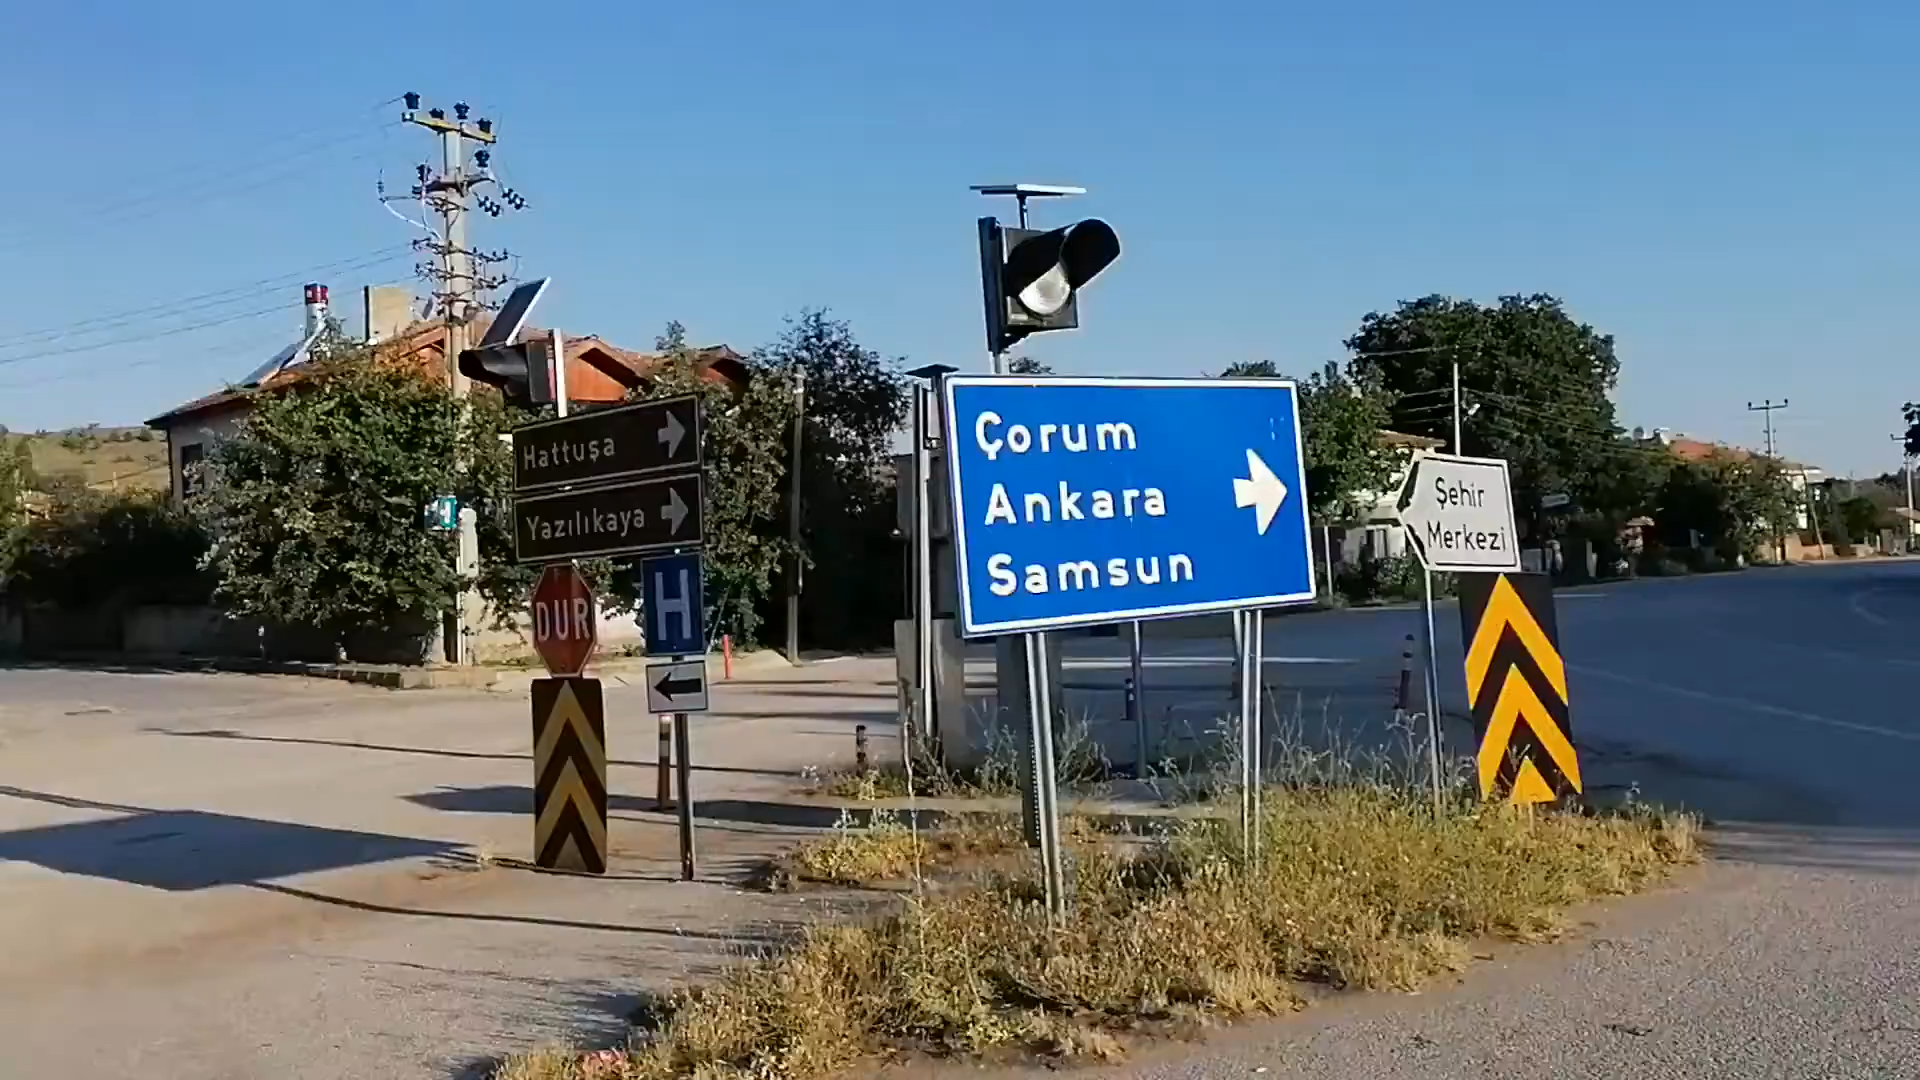 Hattuşa
Yazılıkaya
DUR
H
Çorum
Ankara
Samsun
Şehir
Merkezi